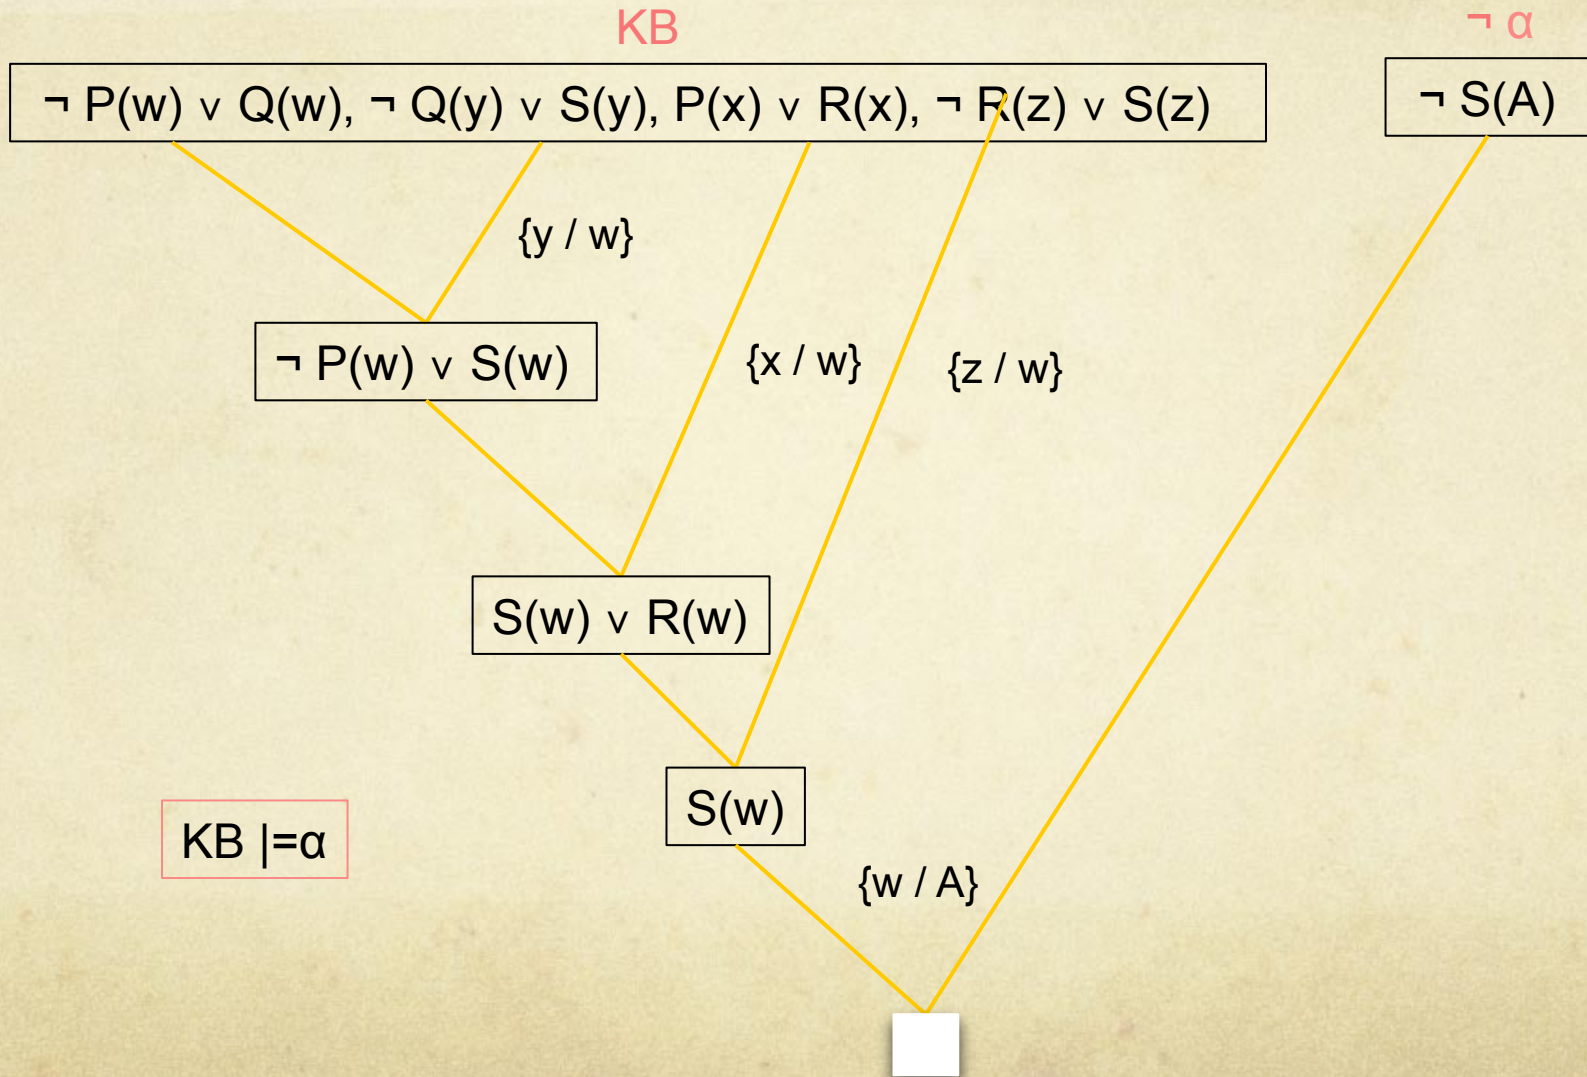 KB
¬ α
¬ P(w) ∨ Q(w), ¬ Q(y) ∨ S(y), P(x) ∨ R(x), ¬ R(z) ∨ S(z)
¬ S(A)
{y / w}
¬ P(w) ∨ S(w)
{x / w}
{z / w}
S(w) ∨ R(w)
S(w)
KB |=α
{w / A}